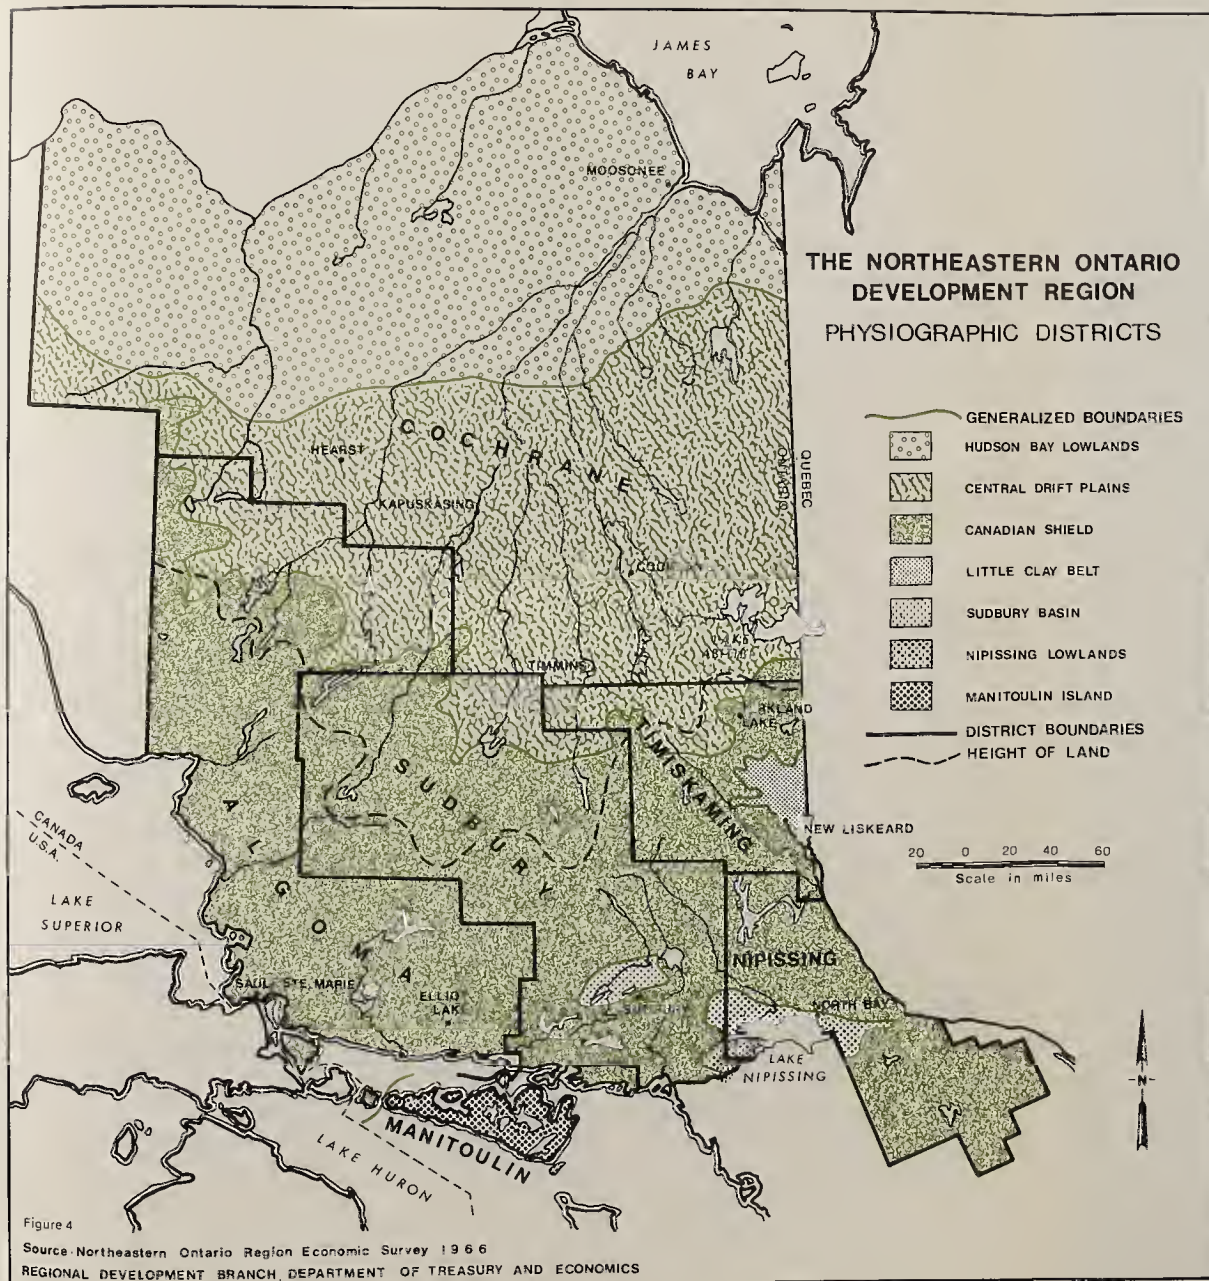 JAMES
BAY
MOOSONEE
THE NORTHEASTERN ONTARIO
DEVELOPMENT REGION
PHYSIOGRAPHIC DISTRICTS
GENERALIZED BOUNDARIES
HUDSON BAY LOWLANDS
CENTRAL DRIFT PLAINS
CANADIAN SHIELD
LITTLE CLAY BELT
SUDBURY BASIN
NIPISSING LOWLANDS
MANITOULIN ISLAND
DISTRICT BOUNDARIES
HEIGHT OF LAND
20 0 20 40 60
Scale in miles
COCHRANE
HEARST
KAPUSKASING
ONTARIO
QUEBEC
LAKE
TIMMINS
LAKE
TIMISKAMING
SUDBURY
NEW LISKEARD
ALGOMA
CANADA
U.S.A.
LAKE
SUPERIOR
SAULT STE. MARIE
NIPISSING
NORTH BAY
LAKE
NIPISSING
MANITOULIN
LAKE HURON
N
Figure 4
Source: Northeastern Ontario Region Economic Survey 1966
REGIONAL DEVELOPMENT BRANCH, DEPARTMENT OF TREASURY AND ECONOMICS